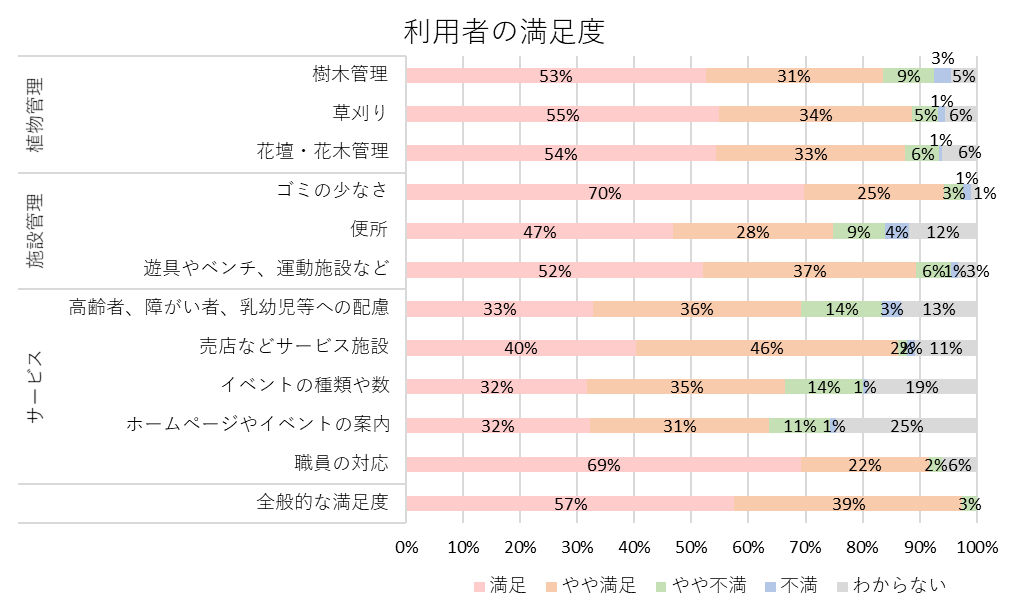 利用者の満足度
植物管理
樹木管理 53% 31% 9% 3% 5%
草刈り 55% 34% 5% 1% 6%
花壇・花木管理 54% 33% 6% 1% 6%
施設管理
ゴミの少なさ 70% 25% 3% 1% 1%
便所 47% 28% 9% 4% 12%
遊具やベンチ、運動施設など 52% 37% 6% 1% 3%
サービス
高齢者、障がい者、乳幼児等への配慮 33% 36% 14% 3% 13%
売店などサービス施設 40% 46% 2% 11%
イベントの種類や数 32% 35% 14% 1% 19%
ホームページやイベントの案内 32% 31% 11% 1% 25%
職員の対応 69% 22% 2% 6%
全般的な満足度 57% 39% 3%
0% 10% 20% 30% 40% 50% 60% 70% 80% 90% 100%
満足 やや満足 やや不満 不満 わからない